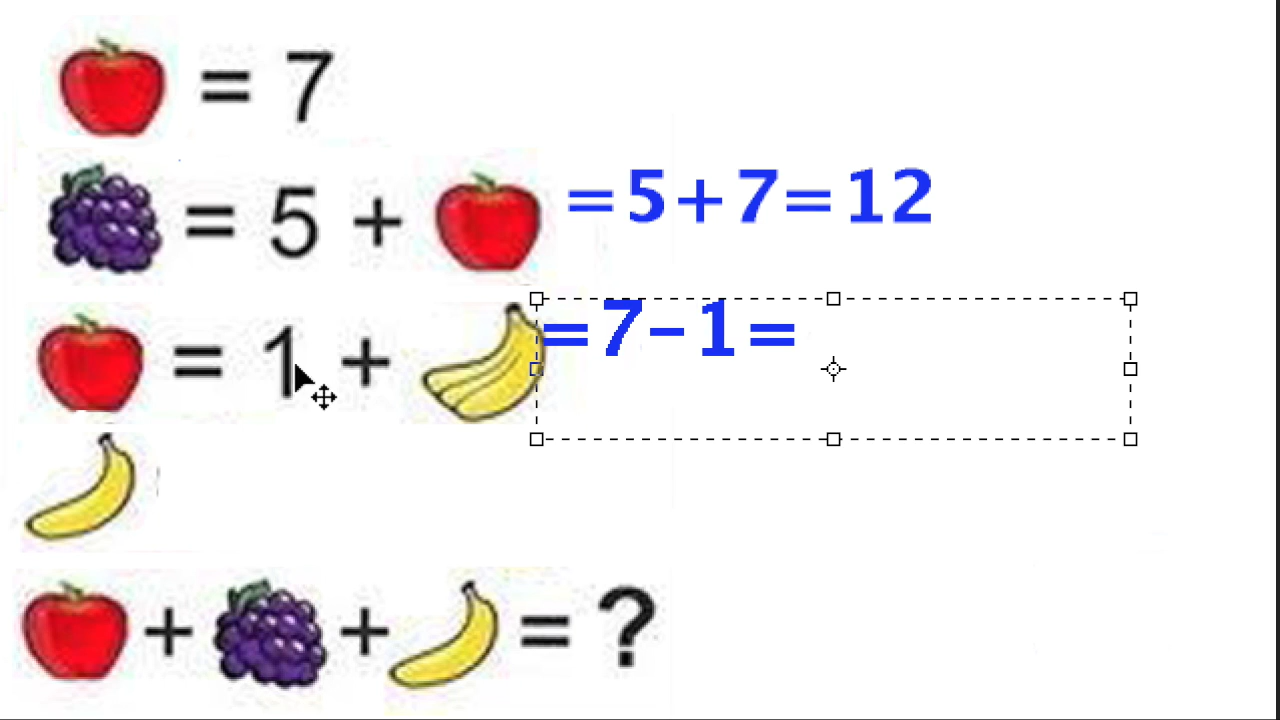 = 7
= 5 + =5+7=12
= 1 + =7-1=
+ + = ?